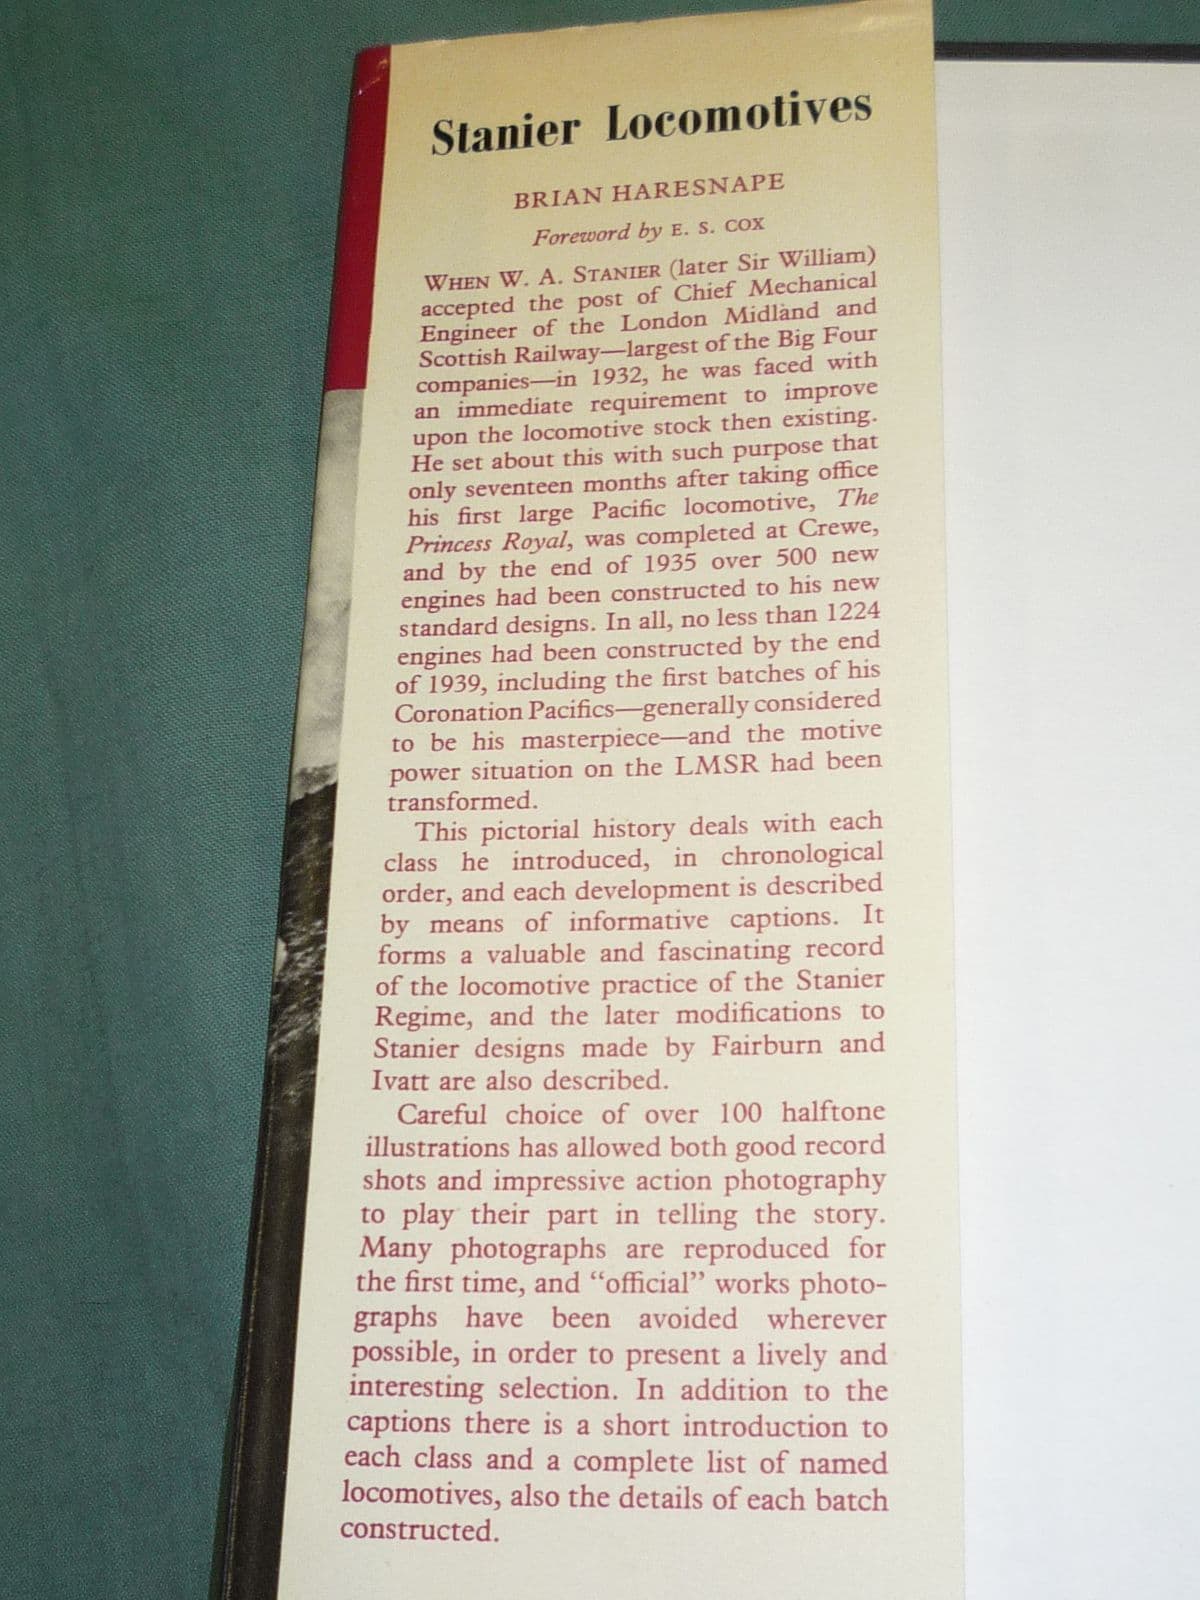 Stanier Locomotives
BRIAN HARESNAPE
Foreword by E. S. COX
WHEN W. A. STANIER (later Sir William)
accepted the post of Chief Mechanical
Engineer of the London Midland and
Scottish Railway—largest of the Big Four
companies—in 1932, he was faced with
an immediate requirement to improve
upon the locomotive stock then existing.
He set about this with such purpose that
only seventeen months after taking office
his first large Pacific locomotive, The
Princess Royal, was completed at Crewe,
and by the end of 1935 over 500 new
engines had been constructed to his new
standard designs. In all, no less than 1224
engines had been constructed by the end
of 1939, including the first batches of his
Coronation Pacifics—generally considered
to be his masterpiece—and the motive
power situation on the LMSR had been
transformed.
This pictorial history deals with each
class he introduced, in chronological
order, and each development is described
by means of informative captions. It
forms a valuable and fascinating record
of the locomotive practice of the Stanier
Regime, and the later modifications to
Stanier designs made by Fairburn and
Ivatt are also described.
Careful choice of over 100 halftone
illustrations has allowed both good record
shots and impressive action photography
to play their part in telling the story.
Many photographs are reproduced for
the first time, and “official” works photo-
graphs have been avoided wherever
possible, in order to present a lively and
interesting selection. In addition to the
captions there is a short introduction to
each class and a complete list of named
locomotives, also the details of each batch
constructed.